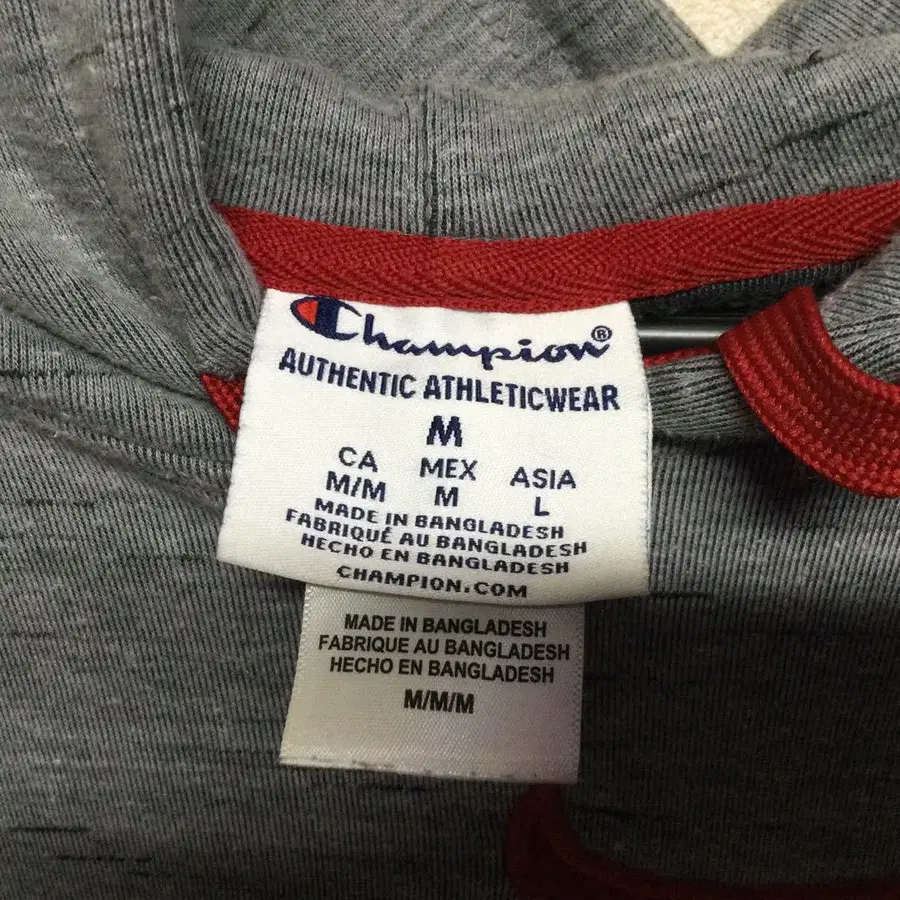 Champion®
AUTHENTIC ATHLETICWEAR
M
CA MEX ASIA
M/M M L
MADE IN BANGLADESH
FABRIQUÉ AU BANGLADESH
HECHO EN BANGLADESH
CHAMPION.COM
MADE IN BANGLADESH
FABRIQUE AU BANGLADESH
HECHO EN BANGLADESH
M/M/M